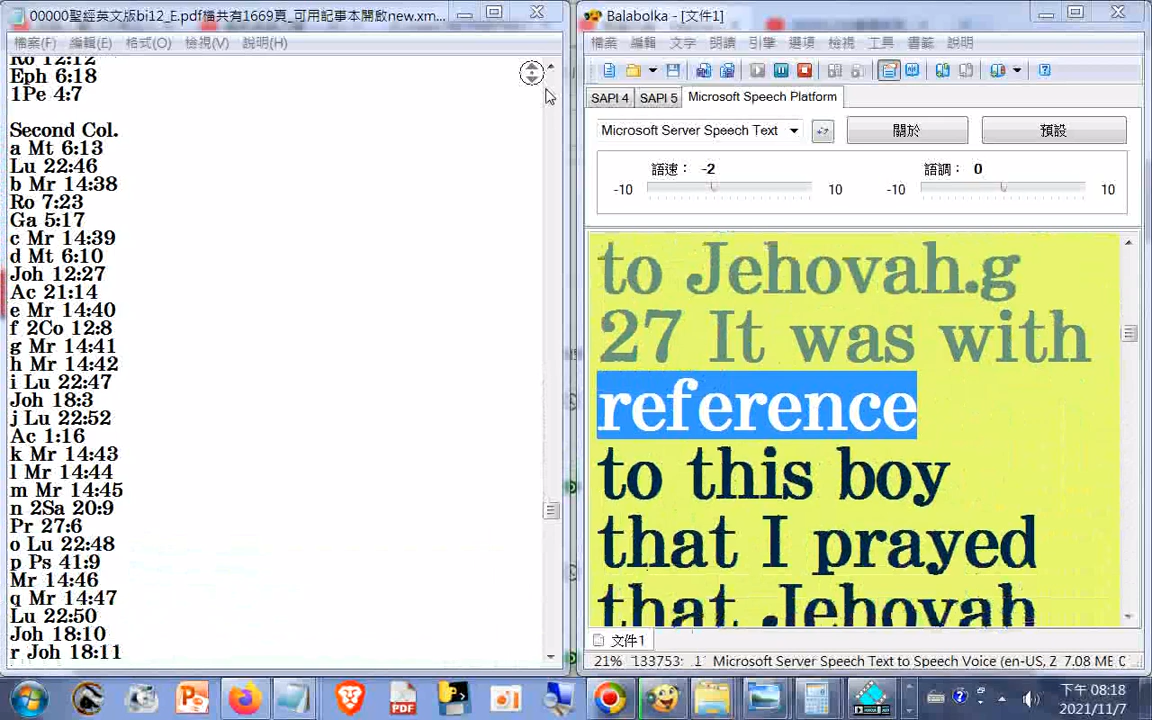 00000聖經英文版bi12_E.pdf檔共有1669頁_可用記事本開啟new.xm...
檔案(F) 編輯(E) 格式(O) 檢視(V) 說明(H)
Ro 12:12
Eph 6:18
1Pe 4:7
Second Col.
a Mt 6:13
Lu 22:46
b Mr 14:38
Ro 7:23
Ga 5:17
c Mr 14:39
d Mt 6:10
Joh 12:27
Ac 21:14
e Mr 14:40
f 2Co 12:8
g Mr 14:41
h Mr 14:42
i Lu 22:47
Joh 18:3
j Lu 22:52
Ac 1:16
k Mr 14:43
l Mr 14:44
m Mr 14:45
n 2Sa 20:9
Pr 27:6
o Lu 22:48
p Ps 41:9
Mr 14:46
q Mr 14:47
Lu 22:50
Joh 18:10
r Joh 18:11
Balabolka - [文件1]
檔案 編輯 文字 朗讀 引擎 選項 檢視 工具 書籤 說明
SAPI 4 SAPI 5 Microsoft Speech Platform
Microsoft Server Speech Text 關於 預設
語速： -2 語調： 0
-10 10 -10 10
to Jehovah.g
27 It was with
reference
to this boy
that I prayed
that Jehovah
文件1
21% 133753: 1 Microsoft Server Speech Text to Speech Voice (en-US, 2 7.08 ME
PDF
下午 08:18
2021/11/7